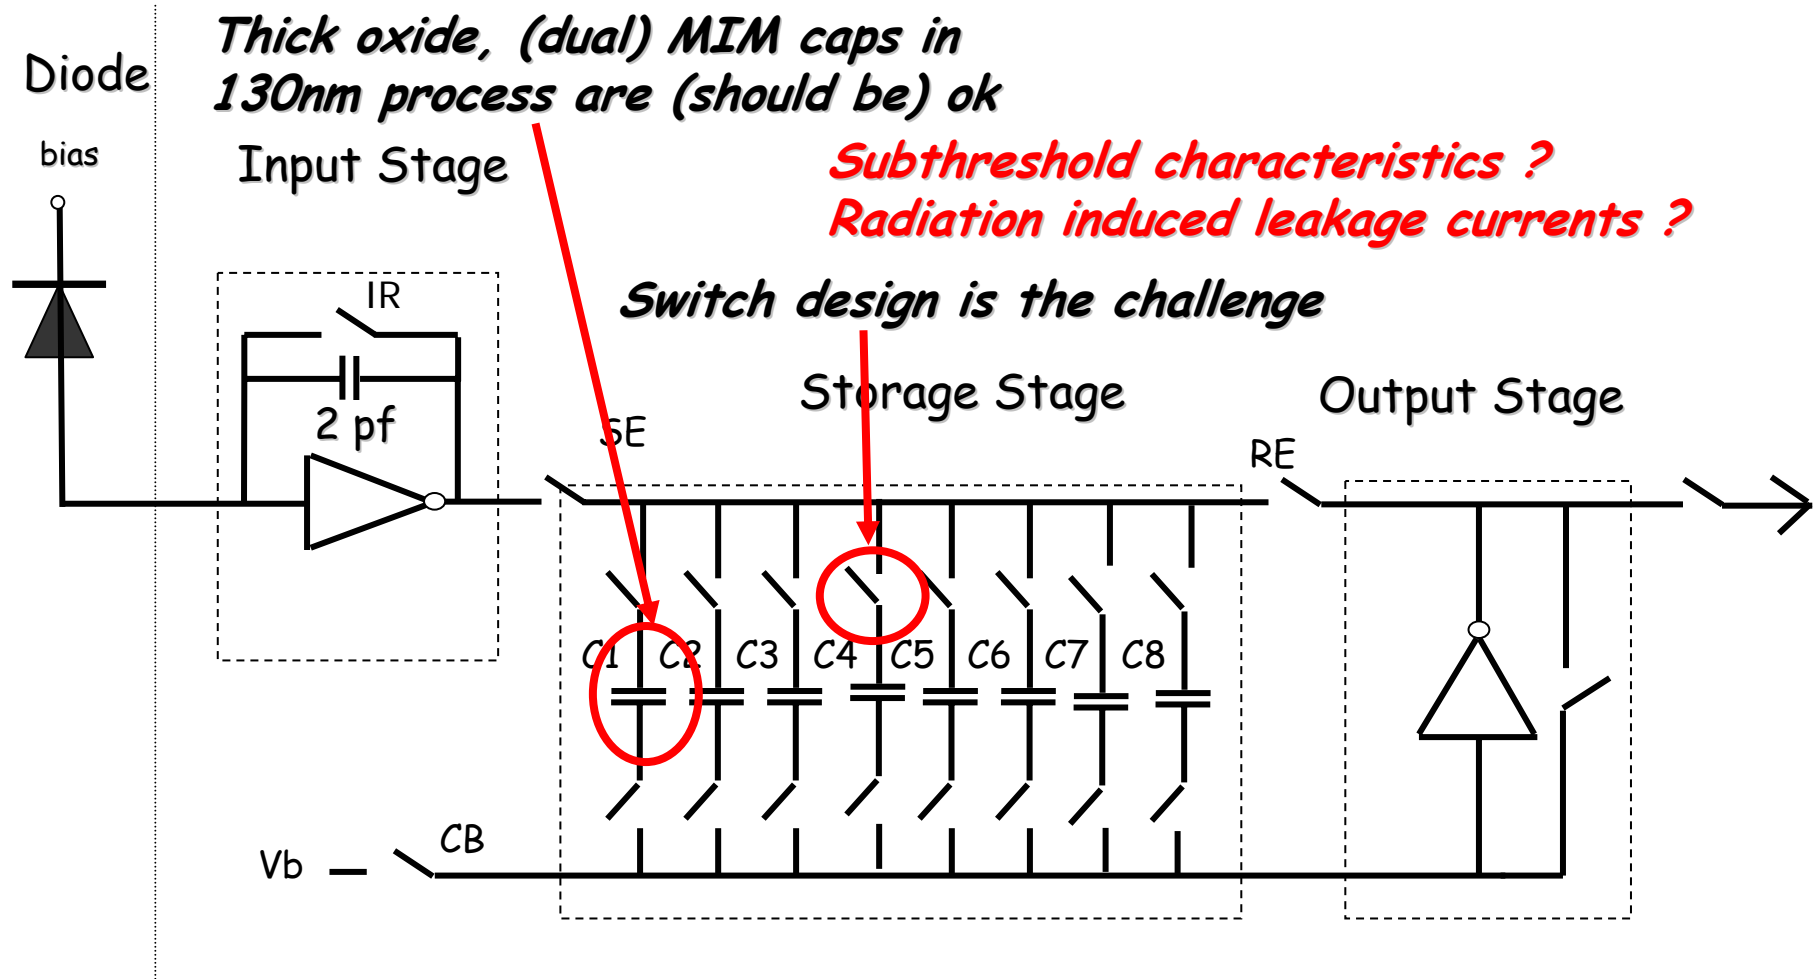 Thick oxide, (dual) MIM caps in
130nm process are (should be) ok
Diode
bias
Input Stage
Subthreshold characteristics ?
Radiation induced leakage currents ?
Switch design is the challenge
IR
2 pf
Storage Stage
Output Stage
SE
RE
C1 C2 C3 C4 C5 C6 C7 C8
CB
Vb